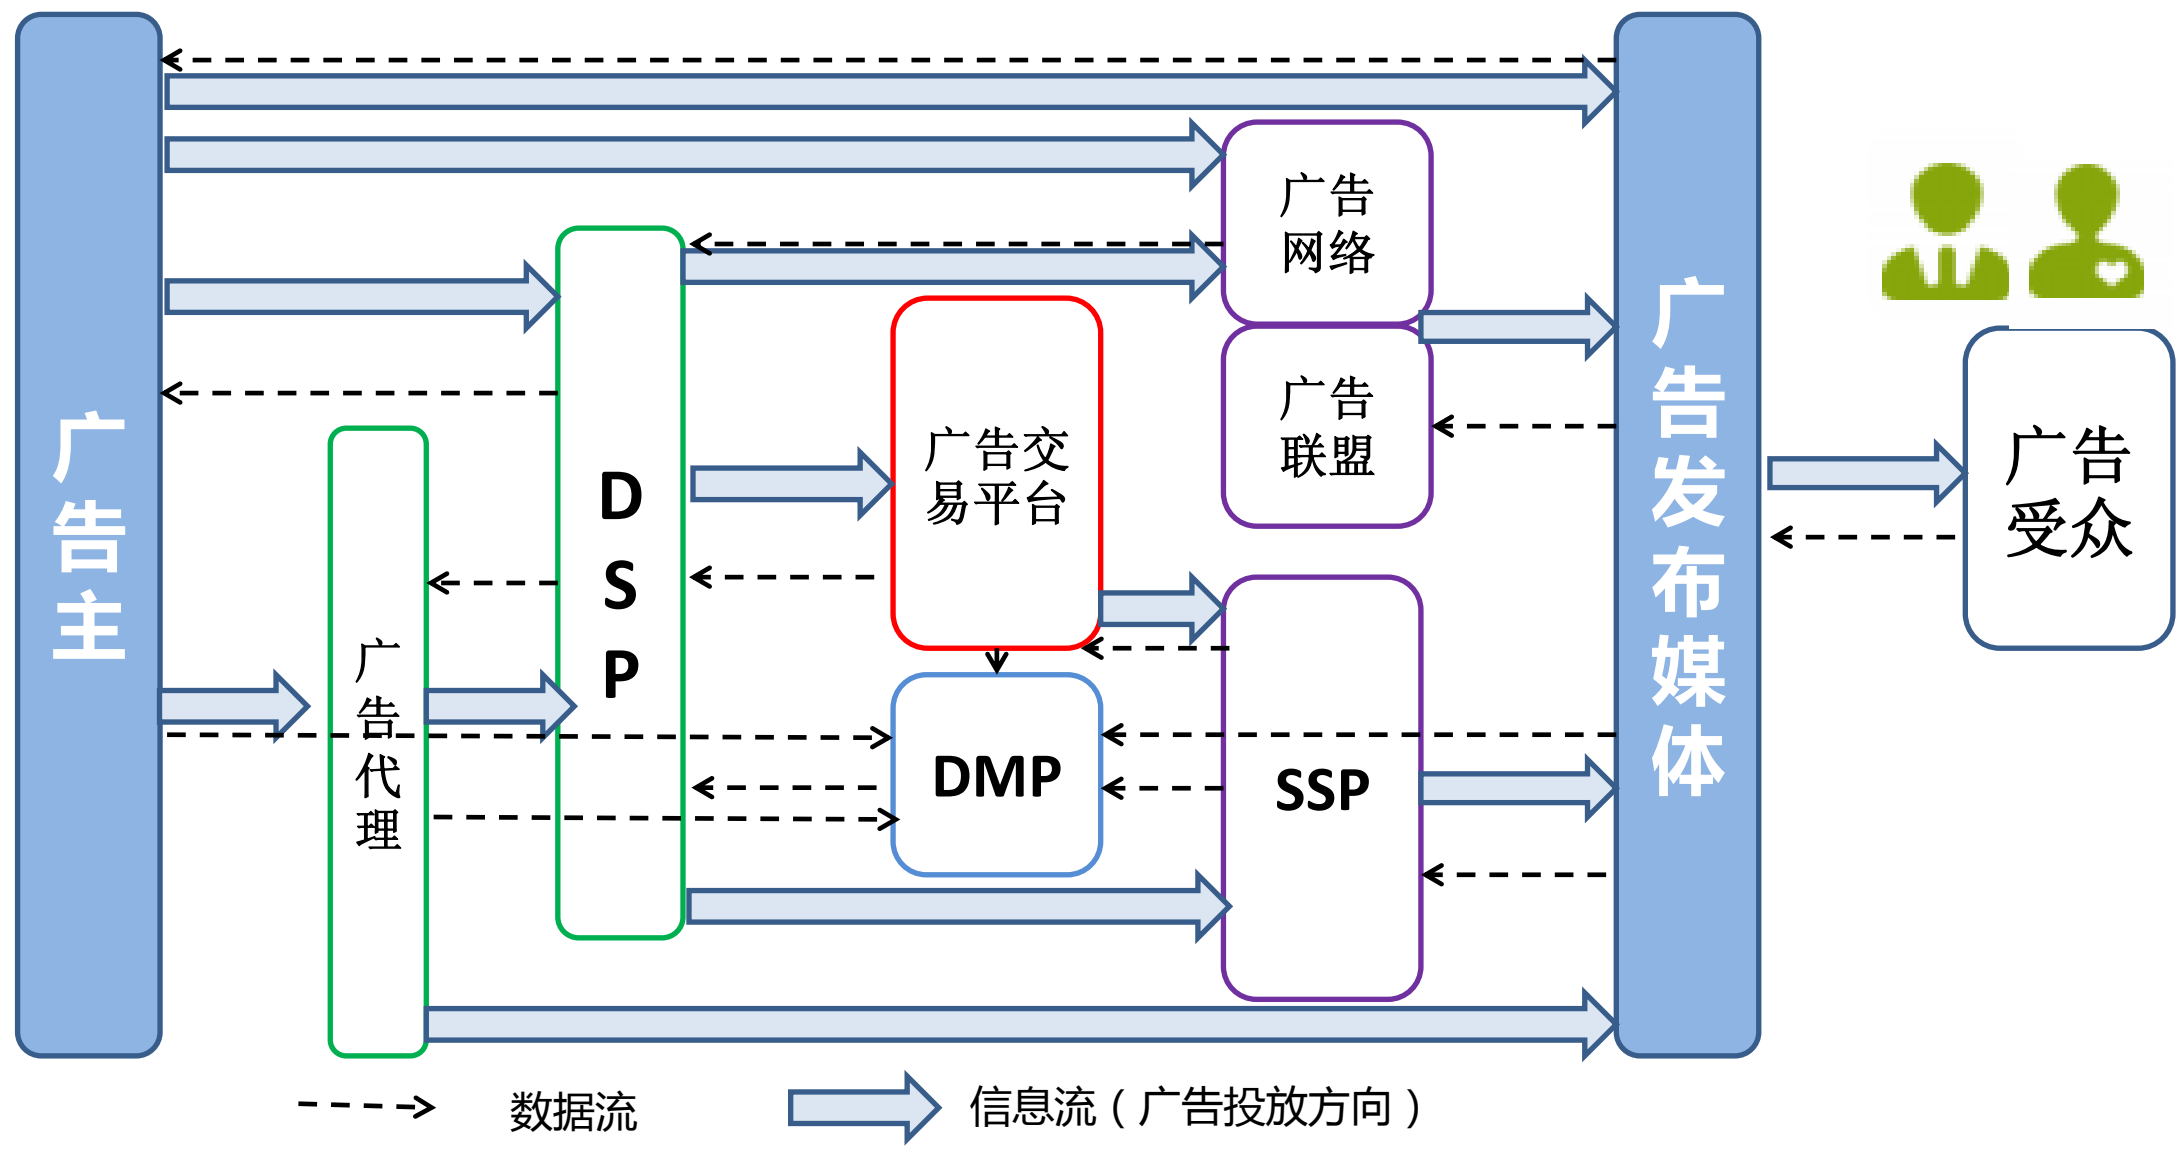 广告主
广告代理
DSP
广告交
易平台
DMP
广告
网络
广告
联盟
SSP
广告发布媒体
广告
受众
数据流
信息流（广告投放方向）